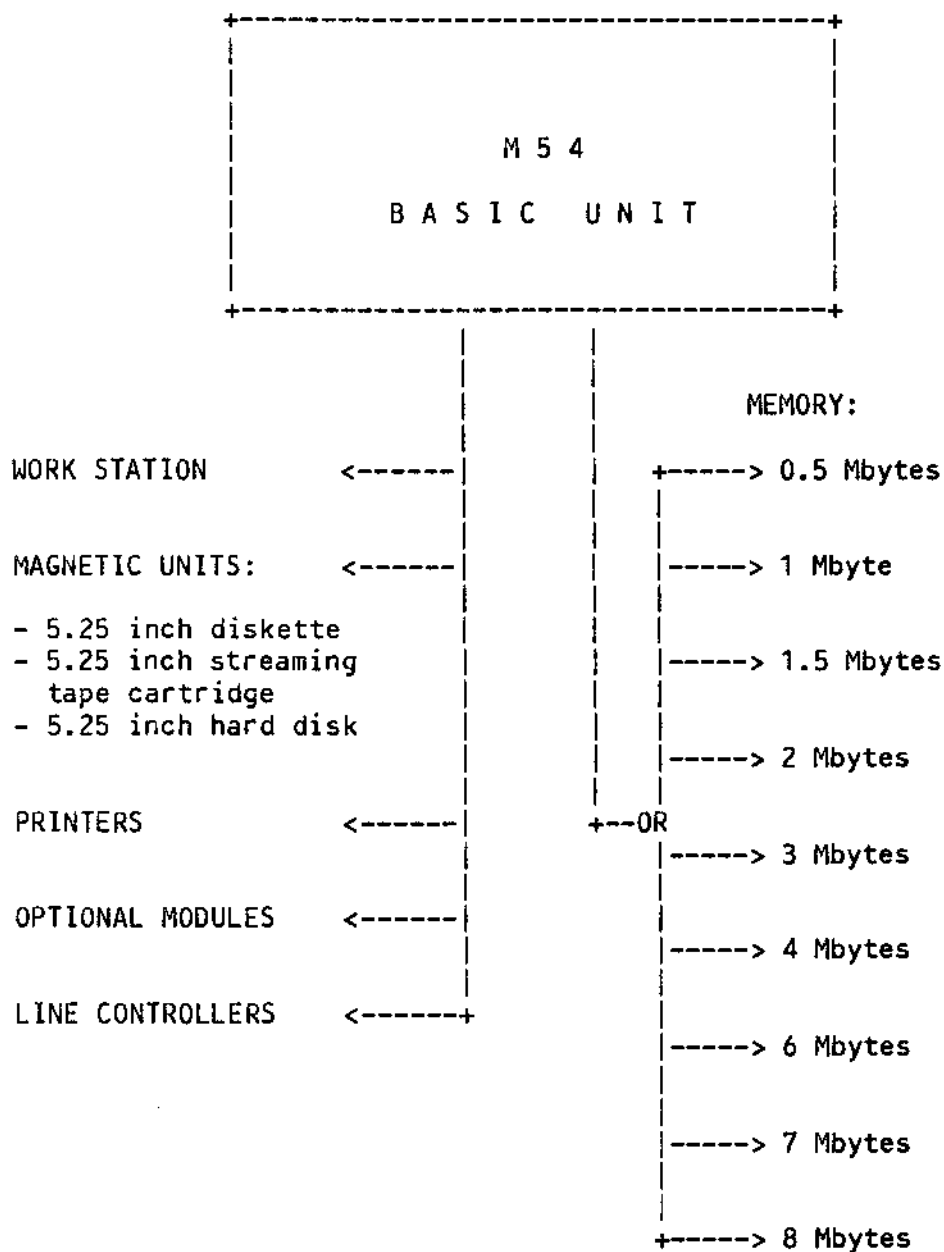 M 5 4
B A S I C   U N I T
MEMORY:
WORK STATION
0.5 Mbytes
MAGNETIC UNITS:
1 Mbyte
- 5.25 inch diskette
- 5.25 inch streaming
tape cartridge
- 5.25 inch hard disk
1.5 Mbytes
2 Mbytes
PRINTERS
OR
3 Mbytes
OPTIONAL MODULES
4 Mbytes
LINE CONTROLLERS
6 Mbytes
7 Mbytes
8 Mbytes